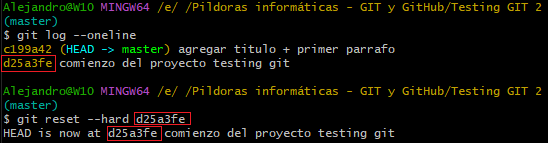 Alejandro@W10 MINGW64 /e/ /Pildoras informáticas - GIT y GitHub/Testing GIT 2
(master)
$ git log --oneline
c199a42 (HEAD -> master) agregar titulo + primer parrafo
d25a3fe comienzo del proyecto testing git
Alejandro@W10 MINGW64 /e/ /Pildoras informáticas - GIT y GitHub/Testing GIT 2
(master)
$ git reset --hard d25a3fe
HEAD is now at d25a3fe comienzo del proyecto testing git